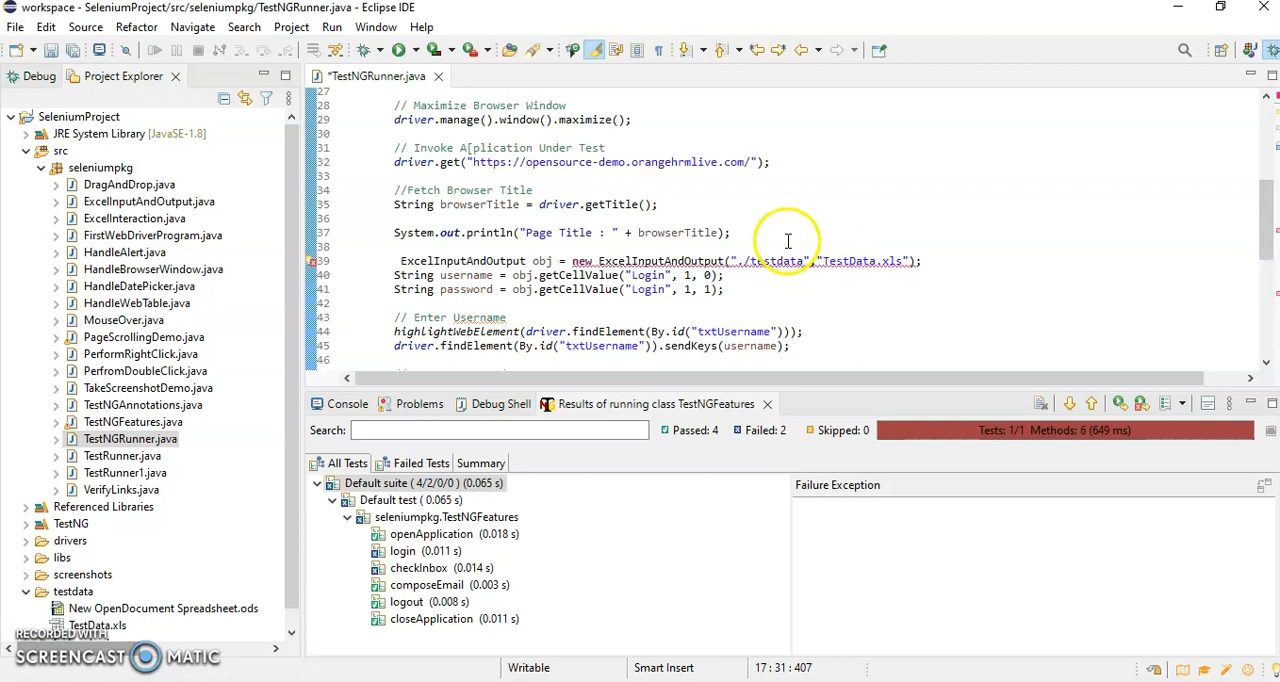 workspace - SeleniumProject/src/seleniumpkg/TestNGRunner.java - Eclipse IDE
File Edit Source Refactor Navigate Search Project Run Window Help
Debug Project Explorer
SeleniumProject
JRE System Library [JavaSE-1.8]
src
seleniumpkg
DragAndDrop.java
ExcelInputAndOutput.java
ExcelInteraction.java
FirstWebDriverProgram.java
HandleAlert.java
HandleBrowserWindow.java
HandleDatePicker.java
HandleWebTable.java
MouseOver.java
PageScrollingDemo.java
PerformRightClick.java
PerfromDoubleClick.java
TakeScreenshotDemo.java
TestNGAnnotations.java
TestNGFeatures.java
TestNGRunner.java
TestRunner.java
TestRunner1.java
VerifyLinks.java
Referenced Libraries
TestNG
drivers
libs
screenshots
testdata
New OpenDocument Spreadsheet.ods
TestData.xls
RECORDED WITH
SCREENCAST MATIC
*TestNGRunner.java
27
28 // Maximize Browser Window
29 driver.manage().window().maximize();
30
31 // Invoke A[plication Under Test
32 driver.get("https://opensource-demo.orangehrmlive.com/");
33
34 //Fetch Browser Title
35 String browserTitle = driver.getTitle();
36
37 System.out.println("Page Title : " + browserTitle);
38
39 ExcelInputAndOutput obj = new ExcelInputAndOutput("./testdata","TestData.xls");
40 String username = obj.getCellValue("Login", 1, 0);
41 String password = obj.getCellValue("Login", 1, 1);
42
43 // Enter Username
44 highlightWebElement(driver.findElement(By.id("txtUsername")));
45 driver.findElement(By.id("txtUsername")).sendKeys(username);
46
Console Problems Debug Shell Results of running class TestNGFeatures
Search: Passed: 4 Failed: 2 Skipped: 0 Tests: 1/1 Methods: 6 (649 ms)
All Tests Failed Tests Summary
Default suite ( 4/2/0/0 ) (0.065 s)
Default test ( 0.065 s)
seleniumpkg.TestNGFeatures
openApplication (0.018 s)
login (0.011 s)
checkInbox (0.014 s)
composeEmail (0.003 s)
logout (0.008 s)
closeApplication (0.011 s)
Failure Exception
Writable Smart Insert 17 : 31 : 407